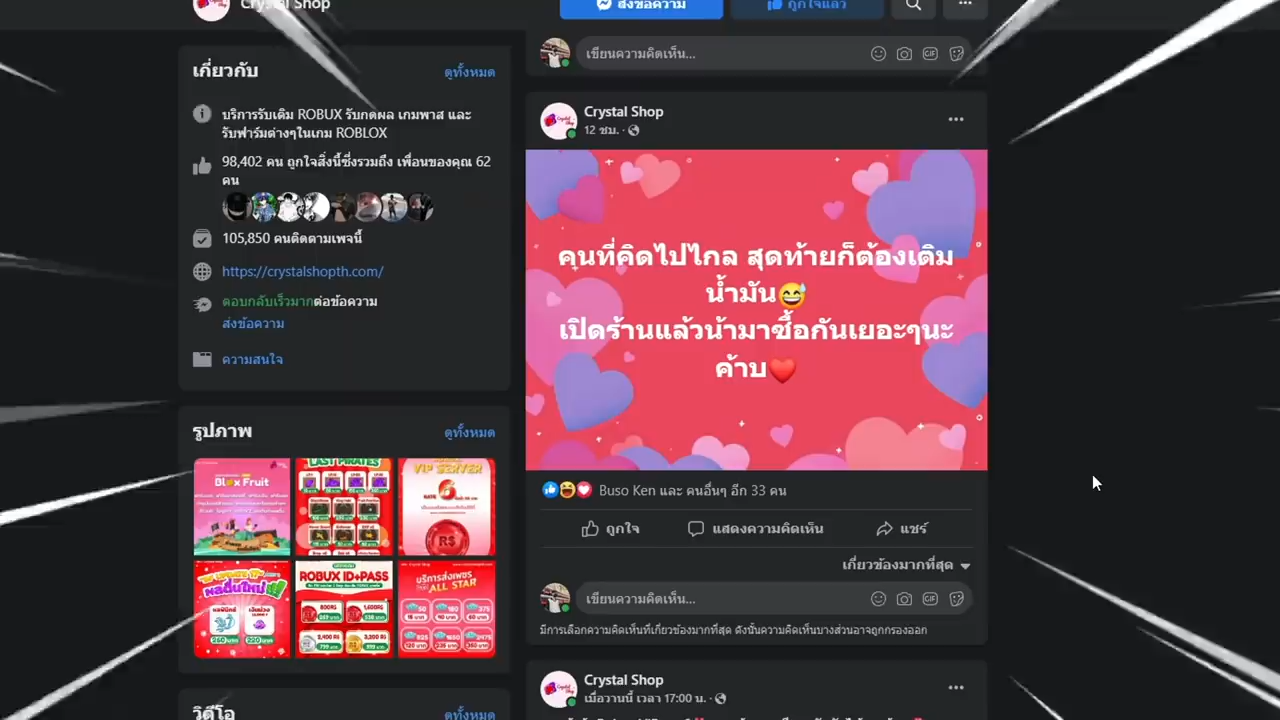 Crystal Shop
ส่งข้อความ
ถูกใจแล้ว
เขียนความคิดเห็น...
เกี่ยวกับ
ดูทั้งหมด
บริการรับเติม ROBUX รับกดผล เกมพาส และ
รับฟาร์มต่างๆในเกม ROBLOX
98,402 คน ถูกใจสิ่งนี้ซึ่งรวมถึง เพื่อนของคุณ 62
คน
105,850 คนติดตามเพจนี้
https://crystalshopth.com/
ตอบกลับเร็วมากต่อข้อความ
ส่งข้อความ
ความสนใจ
รูปภาพ
ดูทั้งหมด
Blox Fruit
LAST PIRATES
VIP SERVER
ROBUX ID+PASS
บริการส่งเพชร
ALL STAR
วิดีโอ
ดูทั้งหมด
Crystal Shop
12 ชม.
คนที่คิดไปไกล สุดท้ายก็ต้องเติม
น้ำมัน😅
เปิดร้านแล้วน้ามาซื้อกันเยอะๆนะ
ค้าบ❤️
Buso Ken และ คนอื่นๆ อีก 33 คน
ถูกใจ
แสดงความคิดเห็น
แชร์
เกี่ยวข้องมากที่สุด
เขียนความคิดเห็น...
มีการเลือกความคิดเห็นที่เกี่ยวข้องมากที่สุด ดังนั้นความคิดเห็นบางส่วนอาจถูกกรองออก
Crystal Shop
เมื่อวานนี้ เวลา 17:00 น.